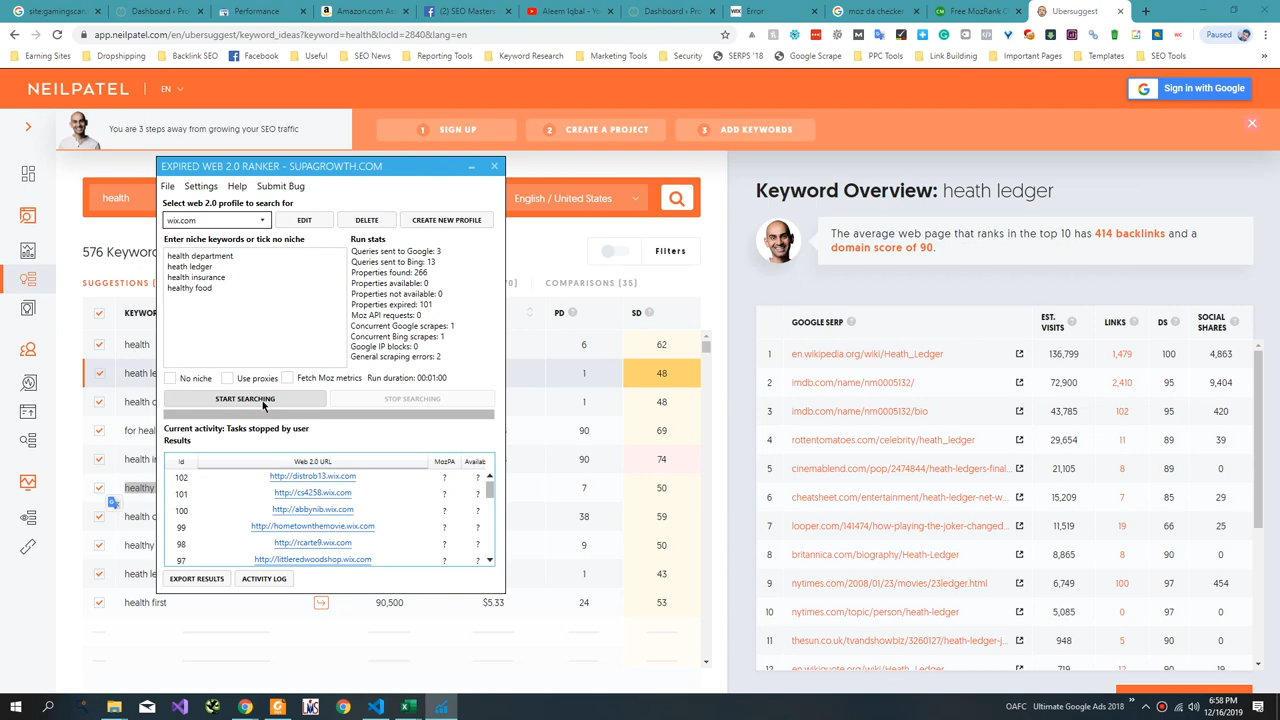 site:gamiscorp
Dashboard • Pro
Performance
Amazon.com Ass
(2) SEO Masters
Aleem Iqbal - Yo
Dashboard • Pro
WIX Error
moz da checker
Free MozRank C
Ubersuggest
app.neilpatel.com/en/ubersuggest/keyword_ideas?keyword=health&locId=2840&lang=en
Paused
Earning Sites
Dropshipping
Backlink SEO
Facebook
Useful
SEO News
Reporting Tools
Keyword Research
Marketing Tools
Security
SERPS '18
Google Scrape
PPC Tools
Link Buildinig
Important Pages
Templates
SEO Tools
NEILPATEL
EN
Sign in with Google
You are 3 steps away from growing your SEO traffic
1 SIGN UP
2 CREATE A PROJECT
3 ADD KEYWORDS
health
English / United States
576 Keywo
Filters
SUGGESTIONS [
70)
COMPARISONS [35]
KEYWOR
PD
SD
health
6
62
heath le
1
48
health c
1
48
for heal
90
69
health in
90
74
healthy
7
50
health c
38
59
healthy
9
50
heath le
1
43
health first
90,500
$5.33
24
53
EXPIRED WEB 2.0 RANKER - SUPAGROWTH.COM
File
Settings
Help
Submit Bug
Select web 2.0 profile to search for
wix.com
EDIT
DELETE
CREATE NEW PROFILE
Enter niche keywords or tick no niche
health department
heath ledger
health insurance
healthy food
Run stats
Queries sent to Google: 3
Queries sent to Bing: 13
Properties found: 266
Properties available: 0
Properties not available: 0
Properties expired: 101
Moz API requests: 0
Concurrent Google scrapes: 1
Concurrent Bing scrapes: 1
Google IP blocks: 0
General scraping errors: 2
No niche
Use proxies
Fetch Moz metrics
Run duration: 00:01:00
START SEARCHING
STOP SEARCHING
Current activity: Tasks stopped by user
Results
Id
Web 2.0 URL
MozPA
Availab
102
http://distrob13.wix.com
?
?
101
http://cs4258.wix.com
?
?
100
http://abbynib.wix.com
?
?
99
http://hometownthemovie.wix.com
?
?
98
http://rcarte9.wix.com
?
?
97
http://littleredwoodshop.wix.com
?
?
EXPORT RESULTS
ACTIVITY LOG
Keyword Overview: heath ledger
The average web page that ranks in the top 10 has 414 backlinks and a
domain score of 90.
GOOGLE SERP
EST.
VISITS
LINKS
DS
SOCIAL
SHARES
1
en.wikipedia.org/wiki/Heath_Ledger
136,799
1,479
100
4,863
2
imdb.com/name/nm0005132/
72,900
2,410
95
9,404
3
imdb.com/name/nm0005132/bio
43,785
102
95
420
4
rottentomatoes.com/celebrity/heath_ledger
29,654
11
89
39
5
cinemablend.com/pop/2474844/heath-ledgers-final...
21,105
8
89
0
6
cheatsheet.com/entertainment/heath-ledger-net-w...
15,209
7
85
29
7
looper.com/141474/how-playing-the-joker-changed...
11,519
19
66
25
8
britannica.com/biography/Heath-Ledger
8,865
8
90
0
9
nytimes.com/2008/01/23/movies/23ledger.html
6,749
100
97
454
10
nytimes.com/topic/person/heath-ledger
5,085
0
97
0
11
thesun.co.uk/tvandshowbiz/3260127/heath-ledger-j...
948
5
90
0
12
en.wikiquote.org/wiki/Heath_Ledger
719
12
90
19
OAFC
Ultimate Google Ads 2018
6:58 PM
12/16/2019